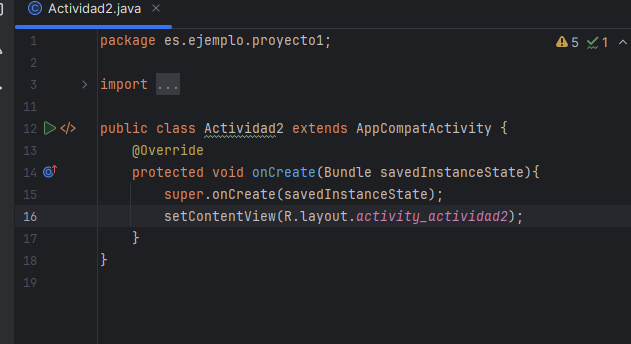 Actividad2.java
5 1
1 package es.ejemplo.proyecto1;
2
3 import ...
11
12 public class Actividad2 extends AppCompatActivity {
13 @Override
14 protected void onCreate(Bundle savedInstanceState){
15 super.onCreate(savedInstanceState);
16 setContentView(R.layout.activity_actividad2);
17 }
18 }
19